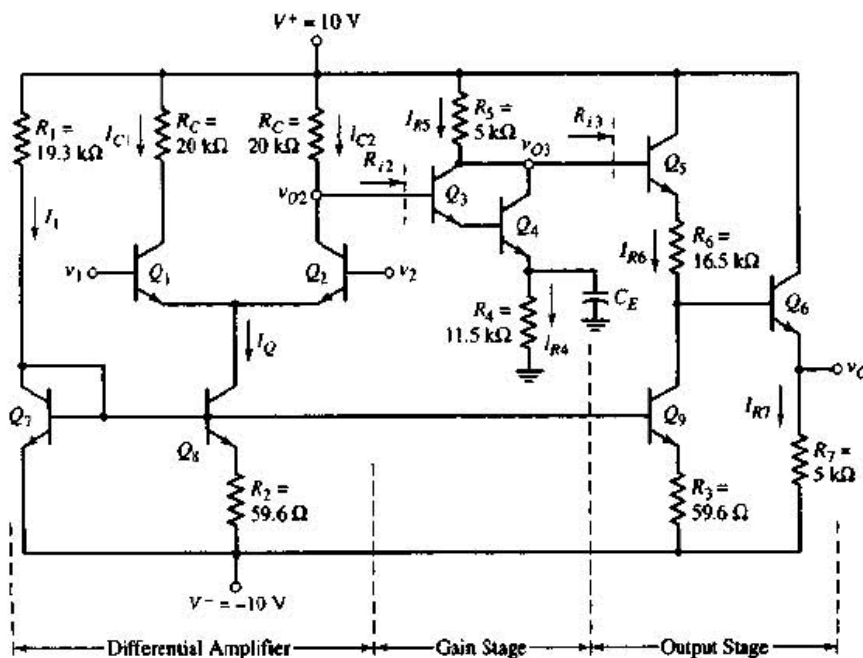 V⁺ = 10 V
R₁ =
19.3 kΩ
I_C1
R_C =
20 kΩ
R_C =
20 kΩ
I_C2
I_R5
R₅ =
5 kΩ
R_i2
R_i3
v_O3
v_O2
Q₃
Q₄
Q₅
I₁
v₁
Q₁
Q₂
v₂
I_R6
R₆ =
16.5 kΩ
R₄ =
11.5 kΩ
I_R4
C_E
Q₆
I_Q
v_O
Q₇
Q₈
Q₉
I_R7
R₇ =
5 kΩ
R₂ =
59.6 Ω
R₃ =
59.6 Ω
V⁻ = −10 V
Differential Amplifier
Gain Stage
Output Stage